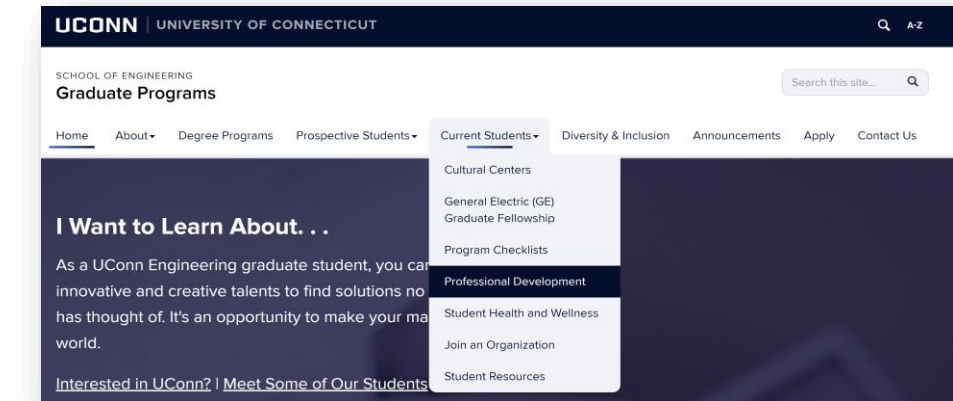 UCONN | UNIVERSITY OF CONNECTICUT
A-Z
SCHOOL OF ENGINEERING
Graduate Programs
Search this site...
Home About Degree Programs Prospective Students Current Students Diversity & Inclusion Announcements Apply Contact Us
Cultural Centers
General Electric (GE)
Graduate Fellowship
Program Checklists
Professional Development
Student Health and Wellness
Join an Organization
Student Resources
I Want to Learn About. . .
As a UConn Engineering graduate student, you can
innovative and creative talents to find solutions no
has thought of. It's an opportunity to make your
world.
Interested in UConn? | Meet Some of Our Students